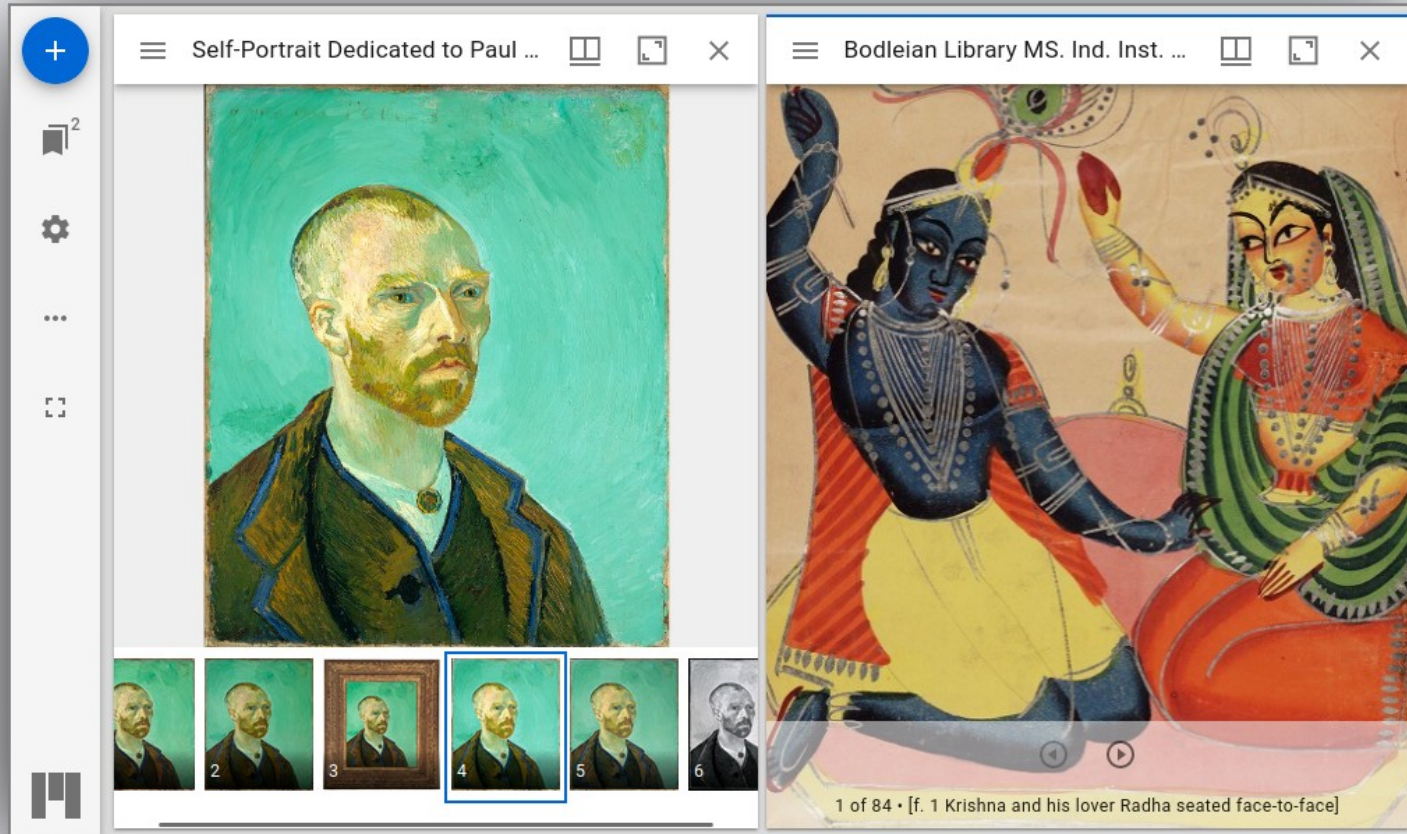 Self-Portrait Dedicated to Paul ...
Bodleian Library MS. Ind. Inst. ...
2
2
3
4
5
6
1 of 84 • [f. 1 Krishna and his lover Radha seated face-to-face]